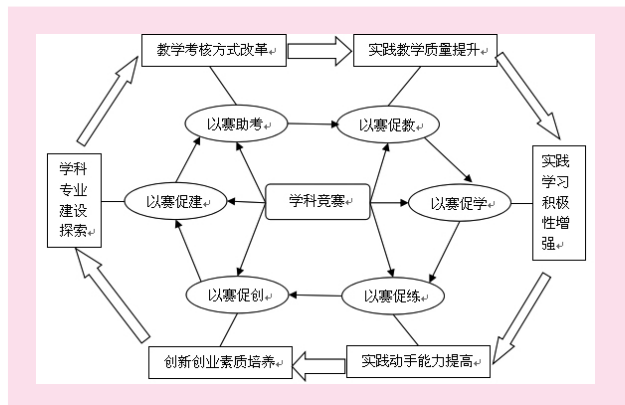 教学考核方式改革↵
实践教学质量提升↵
以赛助考↵
以赛促教↵
学科
专业
建设
探索↵
以赛促建↵
学科竞赛↵
以赛促学↵
实践
学习
积极
性增
强↵
以赛促创↵
以赛促练↵
创新创业素质培养↵
实践动手能力提高↵